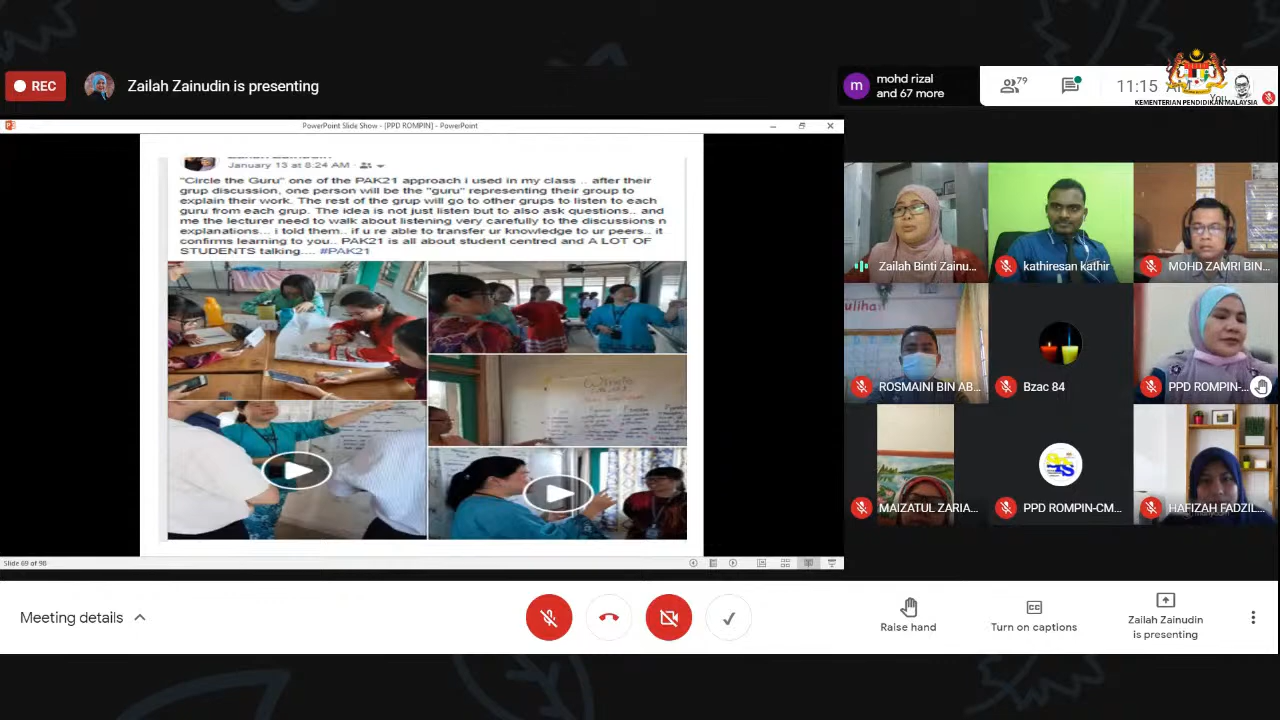 REC
Zailah Zainudin is presenting
m
mohd rizal
and 67 more
79
11:15
You
KEMENTERIAN PENDIDIKAN MALAYSIA
PowerPoint Slide Show - [PPD ROMPIN] - PowerPoint
January 13 at 8:24 AM
"Circle the Guru" one of the PAK21 approach i used in my class .. after their
grup discussion, one person will be the "guru" representing their group to
explain their work. The rest of the grup will go to other grups to listen to each
guru from each grup. The idea is not just listen but to also ask questions.. and
me the lecturer need to walk about listening very carefully to the discussions n
explanations... i told them.. if u re able to transfer ur knowledge to ur peers.. it
confirms learning to you.. PAK21 is all about student centred and A LOT OF
STUDENTS talking.... #PAK21
Slide 69 of 98
Zailah Binti Zainu...
kathiresan kathir
MOHD ZAMRI BIN...
ulihan
ROSMAINI BIN AB...
Bzac 84
PPD ROMPIN-...
MAIZATUL ZARIA...
PPD ROMPIN-CM...
HAFIZAH FADZIL...
Meeting details
Raise hand
Turn on captions
Zailah Zainudin
is presenting